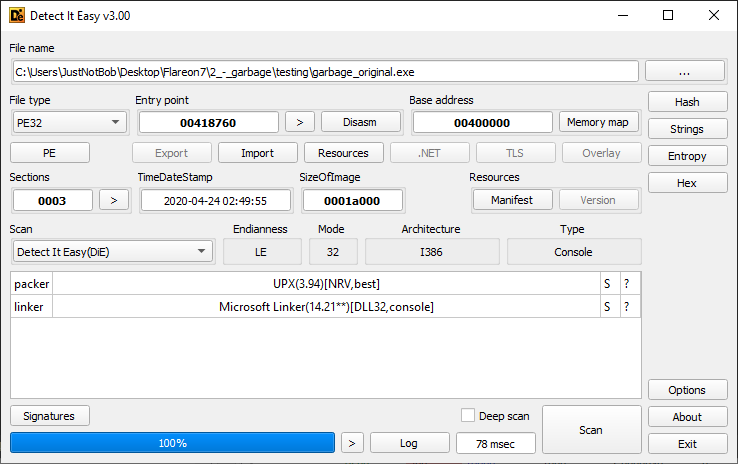 Detect It Easy v3.00
File name
C:\Users\JustNotBob\Desktop\Flareon7\2_-_garbage\testing\garbage_original.exe ...
File type Entry point Base address
PE32 00418760 > Disasm 00400000 Memory map Hash
Strings
PE Export Import Resources .NET TLS Overlay Entropy
Sections TimeDateStamp SizeOfImage Resources
0003 > 2020-04-24 02:49:55 0001a000 Manifest Version Hex
Scan Endianness Mode Architecture Type
Detect It Easy(DiE) LE 32 I386 Console
packer UPX(3.94)[NRV,best] S ?
linker Microsoft Linker(14.21**)[DLL32,console] S ?
Options
Signatures Deep scan Scan About
100% > Log 78 msec Exit